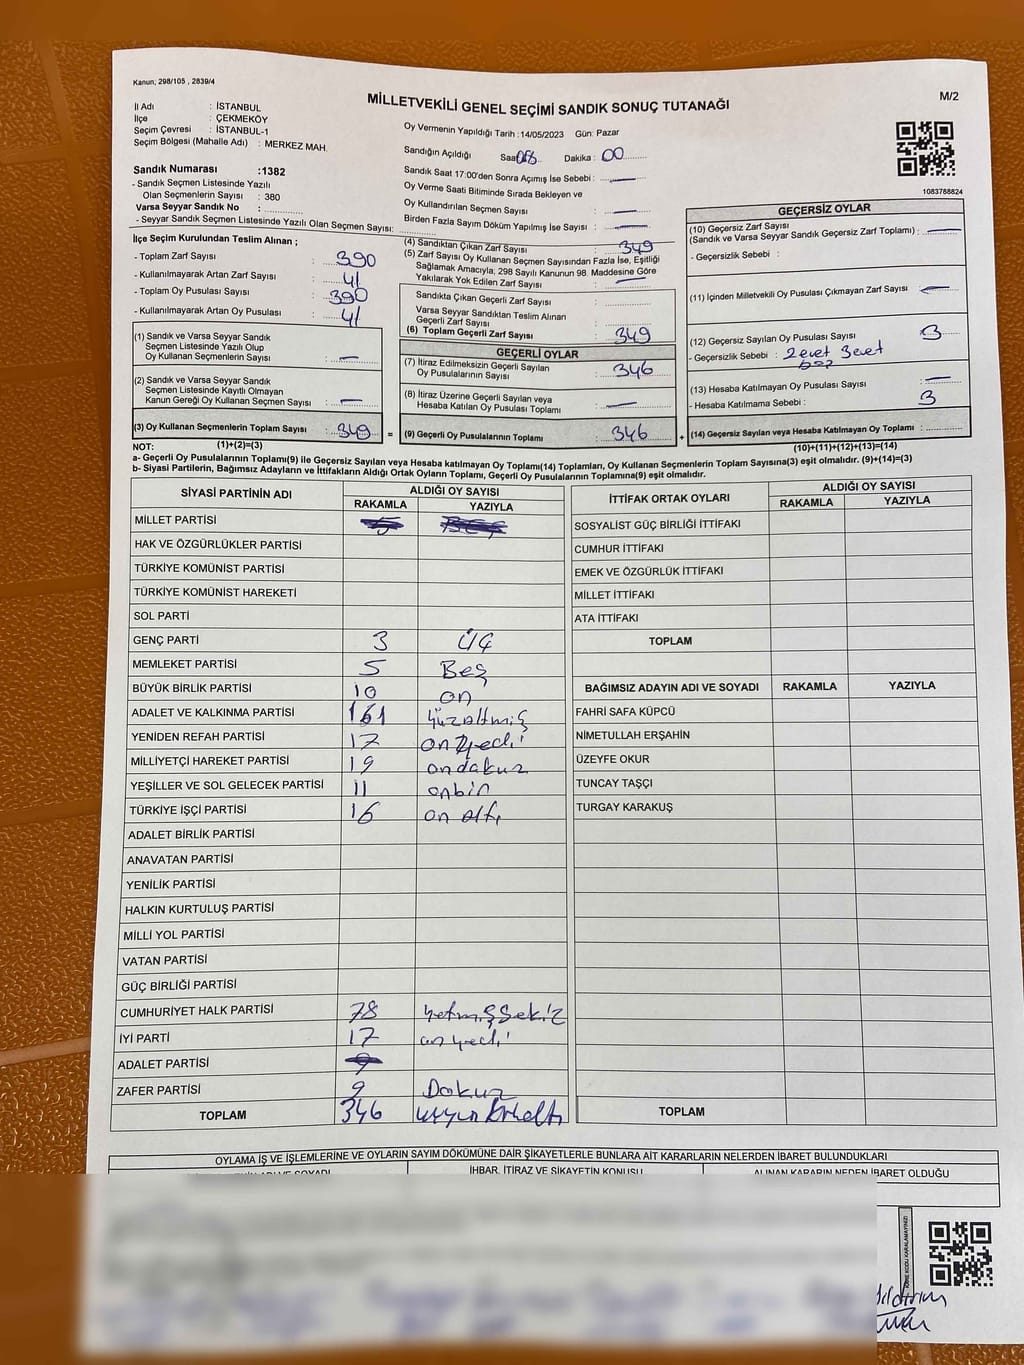 Kanun; 298/105 , 2839/4
MİLLETVEKİLİ GENEL SEÇİMİ SANDIK SONUÇ TUTANAĞI
M/2
İl Adı : İSTANBUL
İlçe : ÇEKMEKÖY
Seçim Çevresi : İSTANBUL-1
Seçim Bölgesi (Mahalle Adı) : MERKEZ MAH.
Sandık Numarası :1382
- Sandık Seçmen Listesinde Yazılı
Olan Seçmenlerin Sayısı : 380
Varsa Seyyar Sandık No :
- Seyyar Sandık Seçmen Listesinde Yazılı Olan Seçmen Sayısı:
Oy Vermenin Yapıldığı Tarih :14/05/2023 Gün: Pazar
Sandığın Açıldığı Saat Dakika : 00
Sandık Saat 17:00'den Sonra Açımış İse Sebebi : —
Oy Verme Saati Bitiminde Sırada Bekleyen ve
Oy Kullandırılan Seçmen Sayısı : —
Birden Fazla Sayım Döküm Yapılmış İse Sayısı : —
1083788824
İlçe Seçim Kurulundan Teslim Alınan ;
- Toplam Zarf Sayısı : 390
- Kullanılmayarak Artan Zarf Sayısı : 41
- Toplam Oy Pusulası Sayısı : 390
- Kullanılmayarak Artan Oy Pusulası : 41
(1) Sandık ve Varsa Seyyar Sandık
Seçmen Listesinde Yazılı Olup
Oy Kullanan Seçmenlerin Sayısı : —
(2) Sandık ve Varsa Seyyar Sandık
Seçmen Listesinde Kayıtlı Olmayan
Kanun Gereği Oy Kullanan Seçmen Sayısı : —
(3) Oy Kullanan Seçmenlerin Toplam Sayısı : 349 =
(4) Sandıktan Çıkan Zarf Sayısı : 349
(5) Zarf Sayısı Oy Kullanan Seçmen Sayısından Fazla İse, Eşitliği
Sağlamak Amacıyla; 298 Sayılı Kanunun 98. Maddesine Göre
Yakılarak Yok Edilen Zarf Sayısı : —
Sandıkta Çıkan Geçerli Zarf Sayısı :
Varsa Seyyar Sandıktan Teslim Alınan
Geçerli Zarf Sayısı :
(6) Toplam Geçerli Zarf Sayısı : 349
GEÇERLİ OYLAR
(7) İtiraz Edilmeksizin Geçerli Sayılan
Oy Pusulalarının Sayısı : 346
(8) İtiraz Üzerine Geçerli Sayılan veya
Hesaba Katılan Oy Pusulası Toplamı : —
(9) Geçerli Oy Pusulalarının Toplamı : 346 +
GEÇERSİZ OYLAR
(10) Geçersiz Zarf Sayısı
(Sandık ve Varsa Seyyar Sandık Geçersiz Zarf Toplamı) : —
- Geçersizlik Sebebi :
(11) İçinden Milletvekili Oy Pusulası Çıkmayan Zarf Sayısı : —
(12) Geçersiz Sayılan Oy Pusulası Sayısı : 3
- Geçersizlik Sebebi : 2 evet 3 evet
boş
(13) Hesaba Katılmayan Oy Pusulası Sayısı : —
- Hesaba Katılmama Sebebi : 3
(14) Geçersiz Sayılan veya Hesaba Katılmayan Oy Toplamı :
NOT: (1)+(2)=(3) (10)+(11)+(12)+(13)=(14)
a- Geçerli Oy Pusulalarının Toplamı(9) ile Geçersiz Sayılan veya Hesaba katılmayan Oy Toplamı(14) Toplamları, Oy Kullanan Seçmenlerin Toplam Sayısına(3) eşit olmalıdır. (9)+(14)=(3)
b- Siyasi Partilerin, Bağımsız Adayların ve İttifakların Aldığı Ortak Oyların Toplamı, Geçerli Oy Pusulalarının Toplamına(9) eşit olmalıdır.
SİYASİ PARTİNİN ADI ALDIĞI OY SAYISI
RAKAMLA YAZIYLA
MİLLET PARTİSİ
HAK VE ÖZGÜRLÜKLER PARTİSİ
TÜRKİYE KOMÜNİST PARTİSİ
TÜRKİYE KOMÜNİST HAREKETİ
SOL PARTİ
GENÇ PARTİ 3 Üç
MEMLEKET PARTİSİ 5 Beş
BÜYÜK BİRLİK PARTİSİ 10 on
ADALET VE KALKINMA PARTİSİ 161 Yüzaltmış
YENİDEN REFAH PARTİSİ 17 on yedi
MİLLİYETÇİ HAREKET PARTİSİ 19 ondokuz
YEŞİLLER VE SOL GELECEK PARTİSİ 11 onbir
TÜRKİYE İŞÇİ PARTİSİ 16 on altı
ADALET BİRLİK PARTİSİ
ANAVATAN PARTİSİ
YENİLİK PARTİSİ
HALKIN KURTULUŞ PARTİSİ
MİLLİ YOL PARTİSİ
VATAN PARTİSİ
GÜÇ BİRLİĞİ PARTİSİ
CUMHURİYET HALK PARTİSİ 78 yetmişsekiz
İYİ PARTİ 17 on yedi
ADALET PARTİSİ
ZAFER PARTİSİ 9 Dokuz
TOPLAM 346
İTTİFAK ORTAK OYLARI ALDIĞI OY SAYISI
RAKAMLA YAZIYLA
SOSYALİST GÜÇ BİRLİĞİ İTTİFAKI
CUMHUR İTTİFAKI
EMEK VE ÖZGÜRLÜK İTTİFAKI
MİLLET İTTİFAKI
ATA İTTİFAKI
TOPLAM
BAĞIMSIZ ADAYIN ADI VE SOYADI RAKAMLA YAZIYLA
FAHRİ SAFA KÜPCÜ
NİMETULLAH ERŞAHİN
ÜZEYFE OKUR
TUNCAY TAŞÇI
TURGAY KARAKUŞ
TOPLAM
OYLAMA İŞ VE İŞLEMLERİNE VE OYLARIN SAYIM DÖKÜMÜNE DAİR ŞİKAYETLERLE BUNLARA AİT KARARLARIN NELERDEN İBARET BULUNDUKLARI
İHBAR, İTİRAZ VE ŞİKAYETİN KONUSU ALINAN KARARIN NEDEN İBARET OLDUĞU